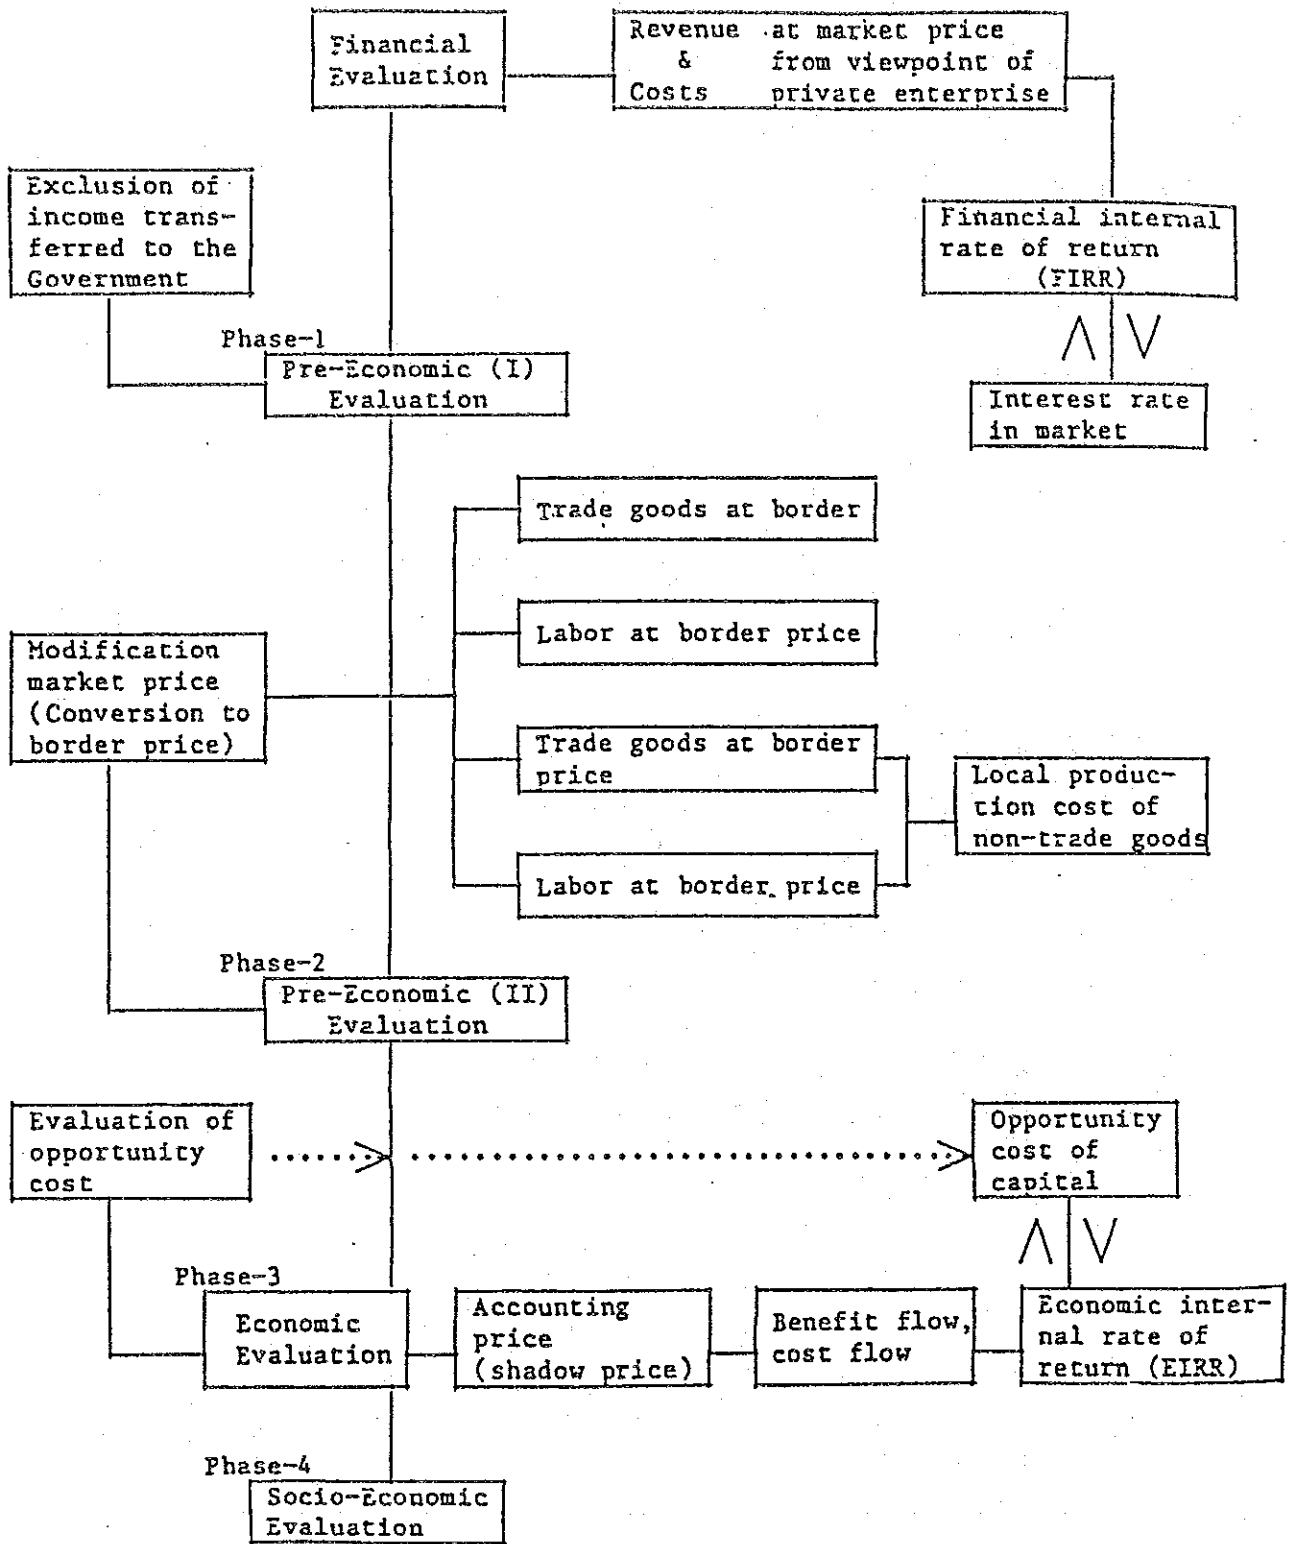 Financial
Evaluation
Revenue at market price
& from viewpoint of
Costs private enterprise
Exclusion of
income trans-
ferred to the
Government
Financial internal
rate of return
(FIRR)
Phase-1
Pre-Economic (I)
Evaluation
Λ V
Interest rate
in market
Trade goods at border
Labor at border price
Modification
market price
(Conversion to
border price)
Trade goods at border
price
Local produc-
tion cost of
non-trade goods
Labor at border price
Phase-2
Pre-Economic (II)
Evaluation
Evaluation of
opportunity
cost
Opportunity
cost of
capital
Λ V
Phase-3
Economic
Evaluation
Accounting
price
(shadow price)
Benefit flow,
cost flow
Economic inter-
nal rate of
return (EIRR)
Phase-4
Socio-Economic
Evaluation